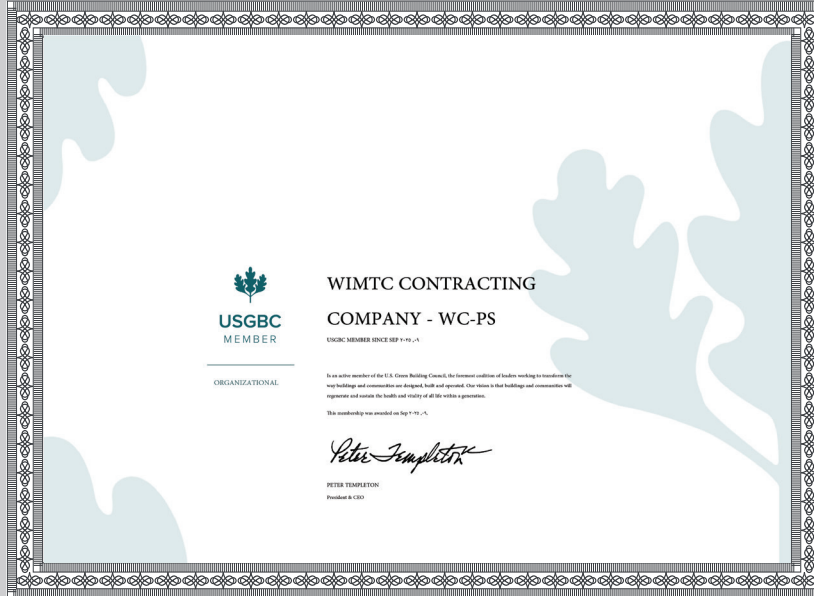 USGBC
MEMBER
ORGANIZATIONAL
WIMTC CONTRACTING
COMPANY - WC-PS
USGBC MEMBER SINCE SEP ٢٠٢٥ ,٠٩
Is an active member of the U.S. Green Building Council, the foremost coalition of leaders working to transform the
way buildings and communities are designed, built and operated. Our vision is that buildings and communities will
regenerate and sustain the health and vitality of all life within a generation.
This membership was awarded on Sep ٢٠٢٥ ,٠٩.
Peter Templeton
PETER TEMPLETON
President & CEO